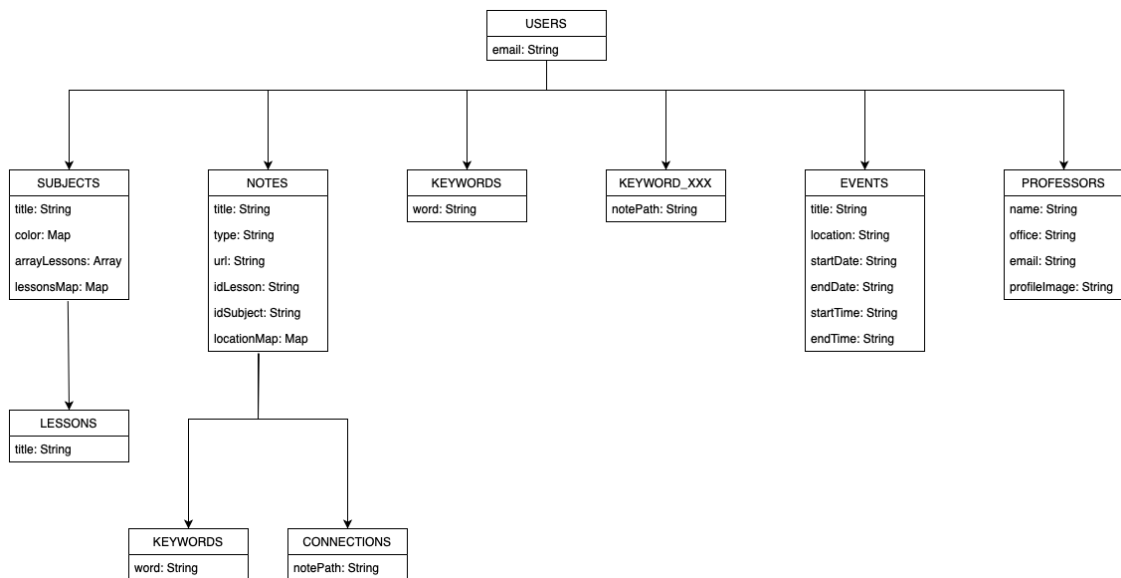 USERS
email: String
SUBJECTS
title: String
color: Map
arrayLessons: Array
lessonsMap: Map
NOTES
title: String
type: String
url: String
idLesson: String
idSubject: String
locationMap: Map
KEYWORDS
word: String
KEYWORD_XXX
notePath: String
EVENTS
title: String
location: String
startDate: String
endDate: String
startTime: String
endTime: String
PROFESSORS
name: String
office: String
email: String
profileImage: String
LESSONS
title: String
KEYWORDS
word: String
CONNECTIONS
notePath: String